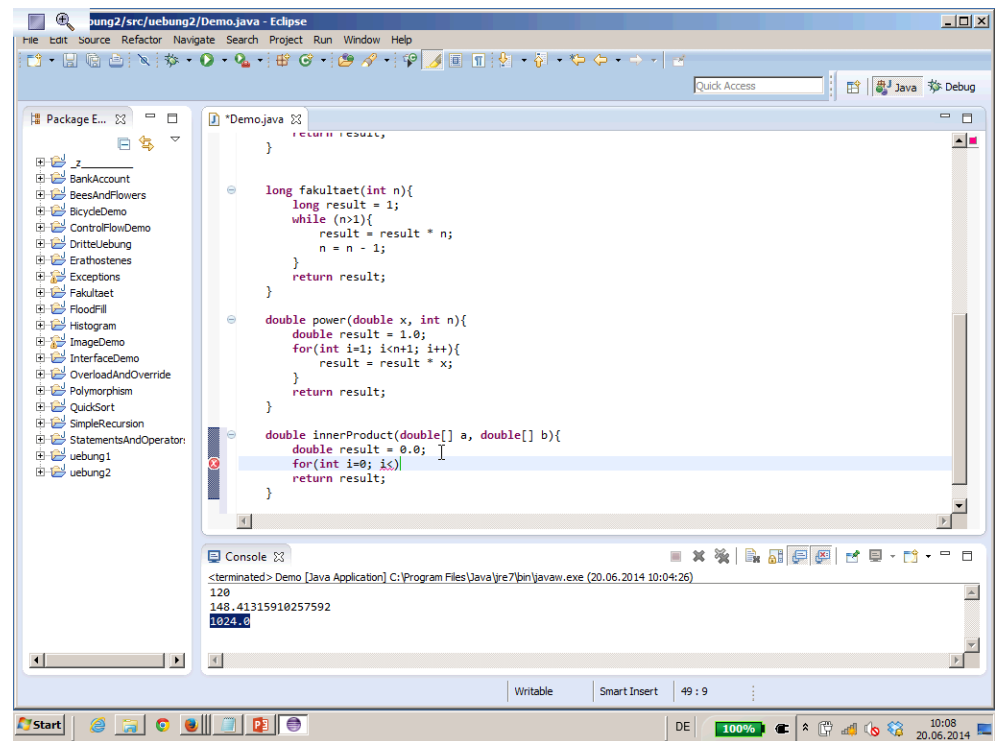 uebung2/src/uebung2/Demo.java - Eclipse
File Edit Source Refactor Navigate Search Project Run Window Help
Quick Access
Java
Debug
Package E...
_z_________
BankAccount
BeesAndFlowers
BicycleDemo
ControlFlowDemo
DritteUebung
Erathostenes
Exceptions
Fakultaet
FloodFill
Histogram
ImageDemo
InterfaceDemo
OverloadAndOverride
Polymorphism
QuickSort
SimpleRecursion
StatementsAndOperator
uebung1
uebung2
*Demo.java
return result;
}
long fakultaet(int n){
long result = 1;
while (n>1){
result = result * n;
n = n - 1;
}
return result;
}
double power(double x, int n){
double result = 1.0;
for(int i=1; i<n+1; i++){
result = result * x;
}
return result;
}
double innerProduct(double[] a, double[] b){
double result = 0.0;
for(int i=0; i<)
return result;
}
Console
<terminated> Demo [Java Application] C:\Program Files\Java\jre7\bin\javaw.exe (20.06.2014 10:04:26)
120
148.41315910257592
1024.0
Writable
Smart Insert
49 : 9
Start
DE
100%
10:08
20.06.2014